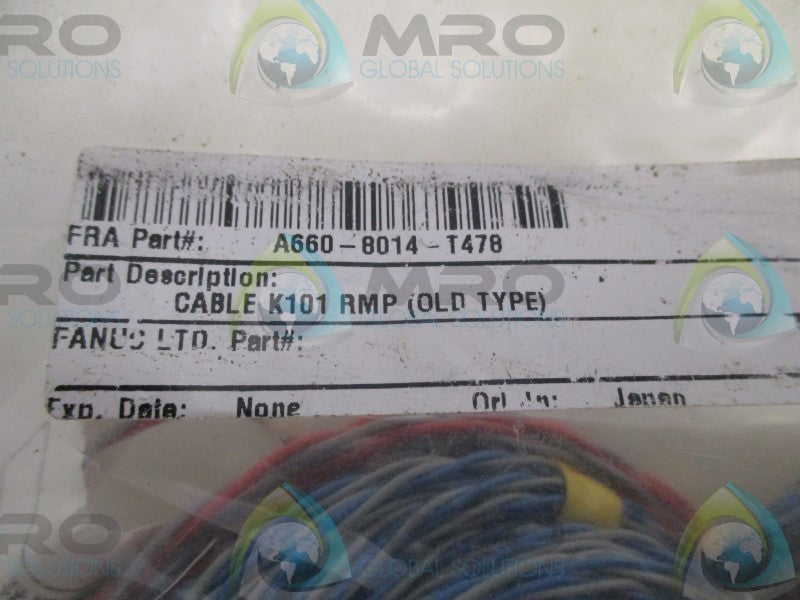 MRO
GLOBAL SOLUTIONS
FRA Part#: A660-8014-T478
Part Description:
CABLE K101 RMP (OLD TYPE)
FANUC LTD. Part#:
Exp. Date: None Ori In: Japan